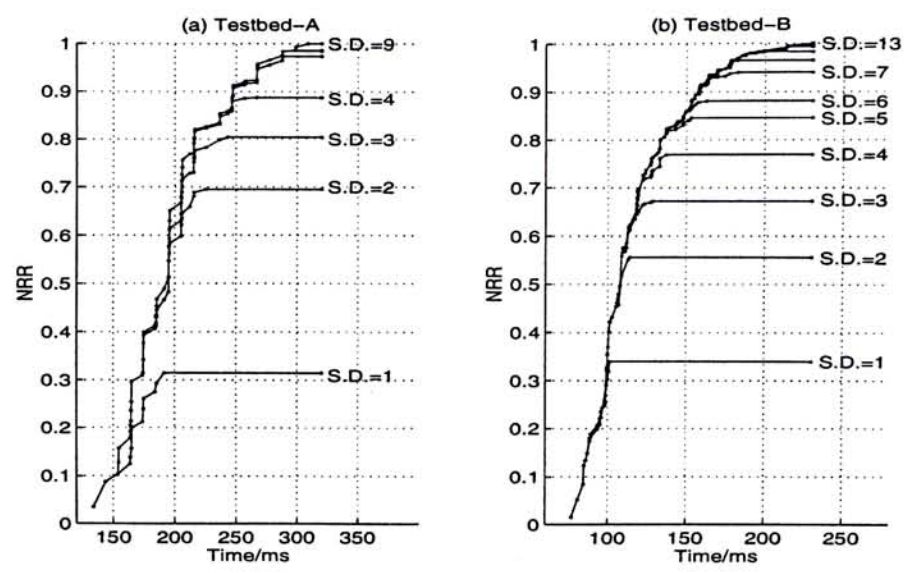 (a) Testbed–A
NRR
1
0.9
0.8
0.7
0.6
0.5
0.4
0.3
0.2
0.1
0
S.D.=9
S.D.=4
S.D.=3
S.D.=2
S.D.=1
150 200 250 300 350
Time/ms
(b) Testbed–B
NRR
1
0.9
0.8
0.7
0.6
0.5
0.4
0.3
0.2
0.1
0
S.D.=13
S.D.=7
S.D.=6
S.D.=5
S.D.=4
S.D.=3
S.D.=2
S.D.=1
100 150 200 250
Time/ms